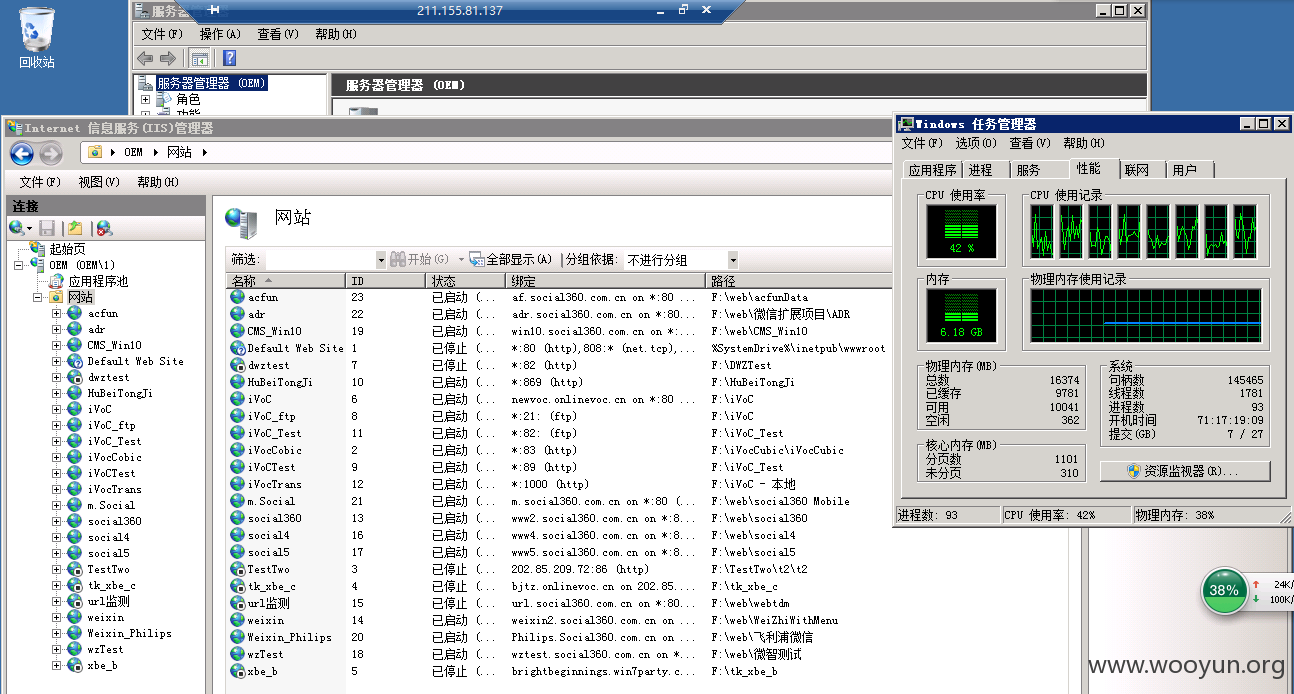 回收站
服务
211.155.81.137
文件(F) 操作(A) 查看(V) 帮助(H)
服务器管理器 (OEM)
角色
功能
服务器管理器 (OEM)
Internet 信息服务(IIS)管理器
OEM 网站
文件(F) 视图(V) 帮助(H)
连接
起始页
OEM (OEM\1)
应用程序池
网站
acfun
adr
CMS_Win10
Default Web Site
dwztest
HuBeiTongJi
iVoC
iVoC_ftp
iVoC_Test
iVocCobic
iVoCTest
iVocTrans
m.Social
social360
social4
social5
TestTwo
tk_xbe_c
url监测
weixin
Weixin_Philips
wzTest
xbe_b
网站
筛选: 开始(G) 全部显示(A) 分组依据: 不进行分组
名称 ID 状态 绑定 路径
acfun 23 已启动 (... af.social360.com.cn on *:80 ... F:\web\acfunData
adr 22 已启动 (... adr.social360.com.cn on *:80... F:\web\微信扩展项目\ADR
CMS_Win10 19 已启动 (... win10.social360.com.cn on *:... F:\web\CMS_Win10
Default Web Site 1 已停止 (... *:80 (http),808:* (net.tcp),... %SystemDrive%\inetpub\wwwroot
dwztest 7 已停止 (... *:82 (http) F:\DWZTest
HuBeiTongJi 10 已启动 (... *:869 (http) F:\HuBeiTongJi
iVoC 6 已启动 (... newvoc.onlinevoc.cn on *:80 ... F:\iVoC
iVoC_ftp 8 已启动 (... *:21: (ftp) F:\iVoC
iVoC_Test 11 已启动 (... *:82: (ftp) F:\iVoC_Test
iVocCobic 2 已启动 (... *:83 (http) F:\iVocCubic\iVocCubic
iVoCTest 9 已启动 (... *:89 (http) F:\iVoC_Test
iVocTrans 12 已启动 (... *:1000 (http) F:\iVoC - 本地
m.Social 21 已启动 (... m.social360.com.cn on *:80 (... F:\web\social360 Mobile
social360 13 已启动 (... www2.social360.com.cn on *:8... F:\web\social360
social4 16 已启动 (... www4.social360.com.cn on *:8... F:\web\social4
social5 17 已启动 (... www5.social360.com.cn on *:8... F:\web\social5
TestTwo 3 已停止 (... 202.85.209.72:86 (http) F:\TestTwo\t2\t2
tk_xbe_c 4 已停止 (... bjtz.onlinevoc.cn on 202.85.... F:\tk_xbe_c
url监测 15 已停止 (... url.social360.com.cn on *:80... F:\web\webtdm
weixin 14 已启动 (... weixin2.social360.com.cn on ... F:\web\WeiZhiWithMenu
Weixin_Philips 20 已启动 (... Philips.Social360.com.cn on ... F:\web\飞利浦微信
wzTest 18 已启动 (... wztest.social360.com.cn on *... F:\web\微智测试
xbe_b 5 已停止 (... brightbeginnings.win7party.c... F:\tk_xbe_b
Windows 任务管理器
文件(F) 选项(O) 查看(V) 帮助(H)
应用程序 进程 服务 性能 联网 用户
CPU 使用率 CPU 使用记录
42 %
内存 物理内存使用记录
6.18 GB
物理内存(MB)
总数 16374
已缓存 9781
可用 10041
空闲 362
核心内存(MB)
分页数 1101
未分页 310
系统
句柄数 145465
线程数 1781
进程数 93
开机时间 71:17:19:09
提交(GB) 7 / 27
资源监视器(R)...
进程数: 93 CPU 使用率: 42% 物理内存: 38%
38%
24K/
100K/
www.wooyun.org